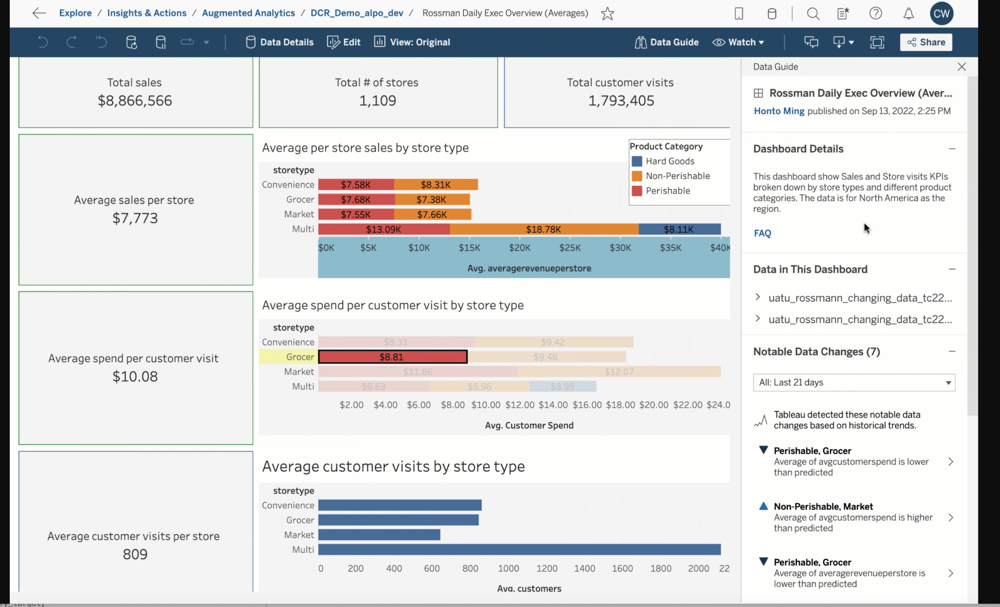 Explore / Insights & Actions / Augmented Analytics / DCR_Demo_alpo_dev / Rossman Daily Exec Overview (Averages)
CW
Data Details Edit View: Original Data Guide Watch Share
Total sales
$8,866,566
Total # of stores
1,109
Total customer visits
1,793,405
Average sales per store
$7,773
Average per store sales by store type
Product Category
Hard Goods
Non-Perishable
Perishable
storetype
Convenience $7.58K $8.31K
Grocer $7.68K $7.38K
Market $7.55K $7.66K
Multi $13.09K $18.78K $8.11K
$0K $5K $10K $15K $20K $25K $30K $35K $40K
Avg. averagerevenueperstore
Average spend per customer visit
$10.08
Average spend per customer visit by store type
storetype
Convenience $9.31 $9.42
Grocer $8.81 $9.48
Market $11.86 $12.07
Multi $6.63 $5.96 $3.95
$2.00 $4.00 $6.00 $8.00 $10.00 $12.00 $14.00 $16.00 $18.00 $20.00 $22.00 $24.0
Avg. Customer Spend
Average customer visits per store
809
Average customer visits by store type
storetype
Convenience
Grocer
Market
Multi
0 200 400 600 800 1000 1200 1400 1600 1800 2000 22
Avg. customers
Data Guide
Rossman Daily Exec Overview (Aver...
Honto Ming published on Sep 13, 2022, 2:25 PM
Dashboard Details
This dashboard show Sales and Store visits KPIs
broken down by store types and different product
categories. The data is for North America as the
region.
FAQ
Data in This Dashboard
uatu_rossmann_changing_data_tc22...
uatu_rossmann_changing_data_tc22...
Notable Data Changes (7)
All: Last 21 days
Tableau detected these notable data
changes based on historical trends.
Perishable, Grocer
Average of avgcustomerspend is lower
than predicted
Non-Perishable, Market
Average of avgcustomerspend is higher
than predicted
Perishable, Grocer
Average of averagerevenueperstore is
lower than predicted